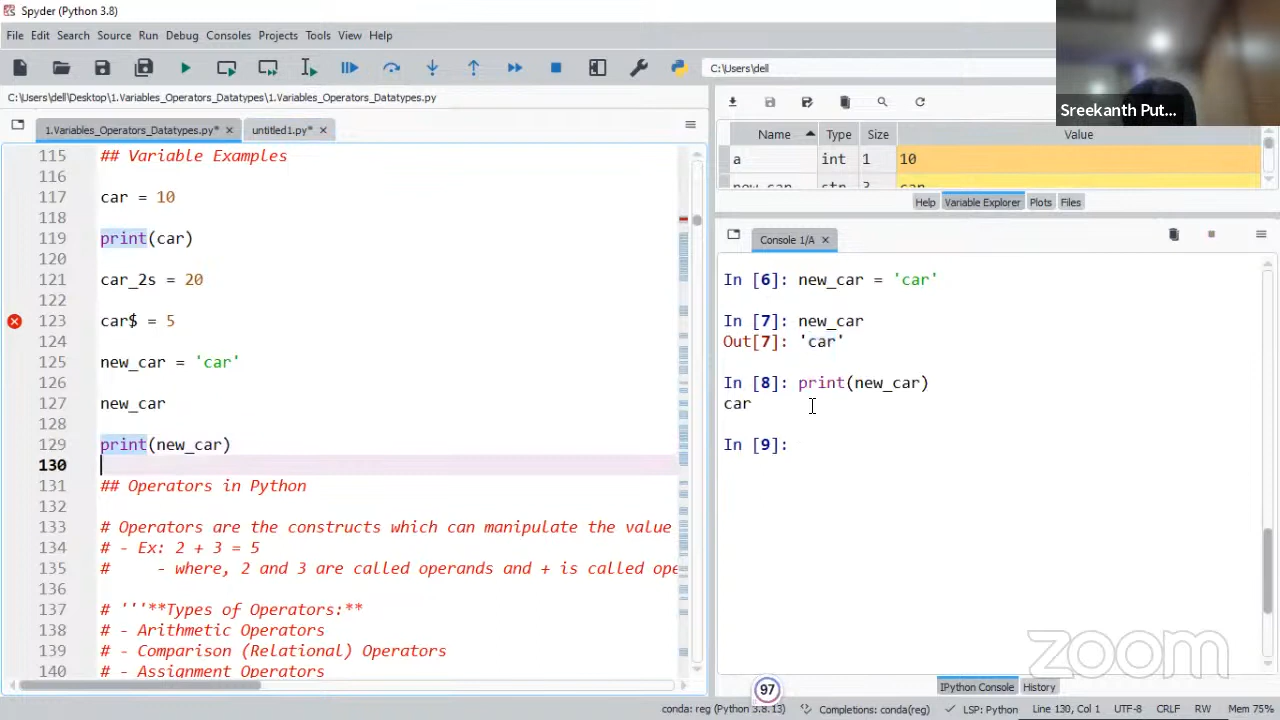 Spyder (Python 3.8)
File Edit Search Source Run Debug Consoles Projects Tools View Help
C:\Users\dell
C:\Users\dell\Desktop\1.Variables_Operators_Datatypes\1.Variables_Operators_Datatypes.py
1.Variables_Operators_Datatypes.py* untitled1.py*
115 ## Variable Examples
116
117 car = 10
118
119 print(car)
120
121 car_2s = 20
122
123 car$ = 5
124
125 new_car = 'car'
126
127 new_car
128
129 print(new_car)
130
131 ## Operators in Python
132
133 # Operators are the constructs which can manipulate the value
134 # - Ex: 2 + 3 = 5
135 #     - where, 2 and 3 are called operands and + is called ope
136
137 # '''**Types of Operators:**
138 # - Arithmetic Operators
139 # - Comparison (Relational) Operators
140 # - Assignment Operators
Sreekanth Put...
Name Type Size Value
a int 1 10
new_car str 3 car
Help Variable Explorer Plots Files
Console 1/A
In [6]: new_car = 'car'
In [7]: new_car
Out[7]: 'car'
In [8]: print(new_car)
car
In [9]:
zoom
97
IPython Console History
conda: reg (Python 3.8.13) Completions: conda(reg) LSP: Python Line 130, Col 1 UTF-8 CRLF RW Mem 75%